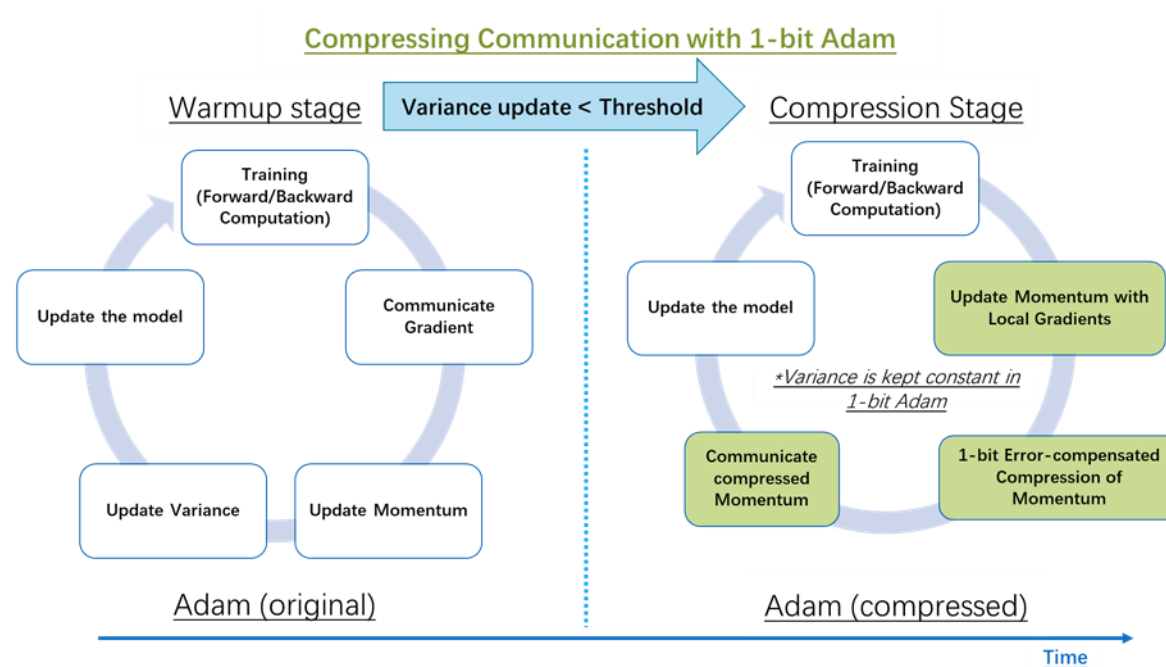 Compressing Communication with 1-bit Adam
Warmup stage
Variance update < Threshold
Compression Stage
Training
(Forward/Backward
Computation)
Communicate
Gradient
Update Momentum
Update Variance
Update the model
Training
(Forward/Backward
Computation)
Update Momentum with
Local Gradients
1-bit Error-compensated
Compression of
Momentum
Communicate
compressed
Momentum
Update the model
*Variance is kept constant in
1-bit Adam
Adam (original)
Adam (compressed)
Time